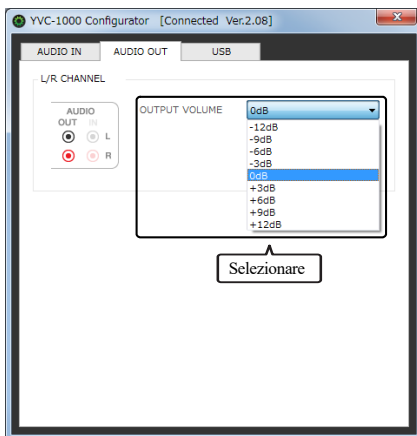 YVC-1000 Configurator [Connected Ver.2.08]
x
AUDIO IN AUDIO OUT USB
L/R CHANNEL
AUDIO
OUT IN
L
R
OUTPUT VOLUME 0dB
-12dB
-9dB
-6dB
-3dB
0dB
+3dB
+6dB
+9dB
+12dB
Selezionare